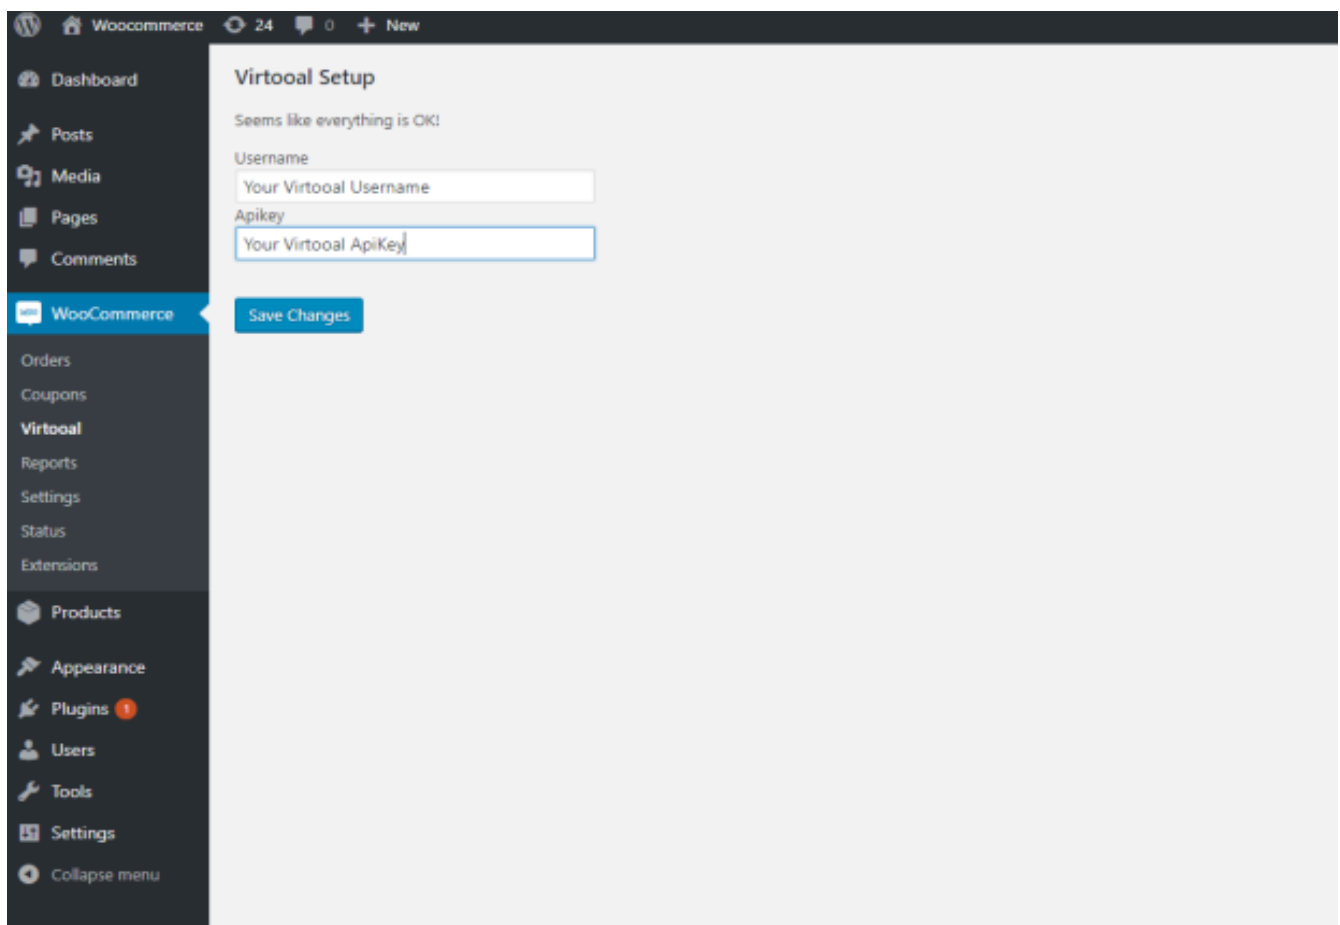 Woocommerce 24 0 New
Dashboard
Posts
Media
Pages
Comments
WooCommerce
Orders
Coupons
Virtooal
Reports
Settings
Status
Extensions
Products
Appearance
Plugins 1
Users
Tools
Settings
Collapse menu
Virtooal Setup
Seems like everything is OK!
Username
Your Virtooal Username
Apikey
Your Virtooal ApiKey
Save Changes